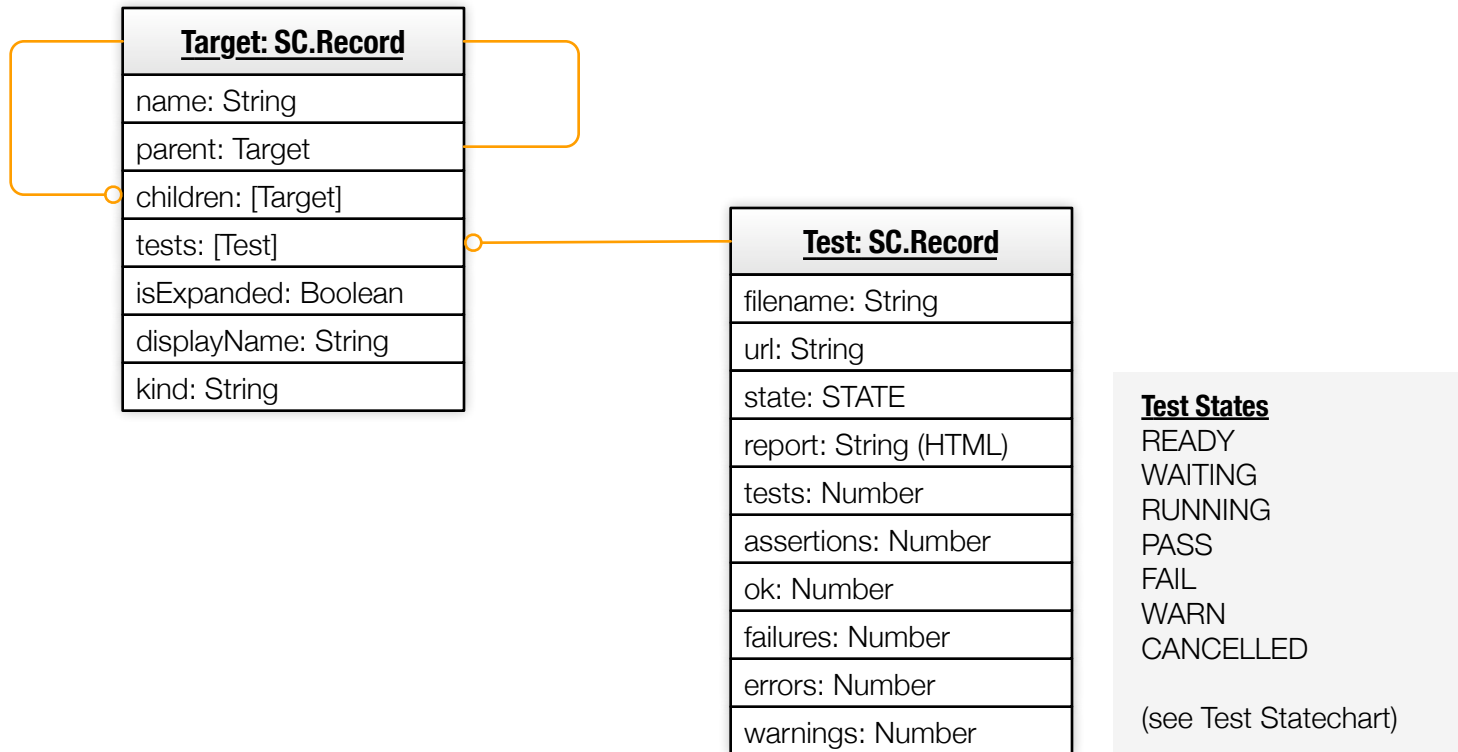 Target: SC.Record
name: String
parent: Target
children: [Target]
tests: [Test]
isExpanded: Boolean
displayName: String
kind: String
Test: SC.Record
filename: String
url: String
state: STATE
report: String (HTML)
tests: Number
assertions: Number
ok: Number
failures: Number
errors: Number
warnings: Number
Test States
READY
WAITING
RUNNING
PASS
FAIL
WARN
CANCELLED
(see Test Statechart)